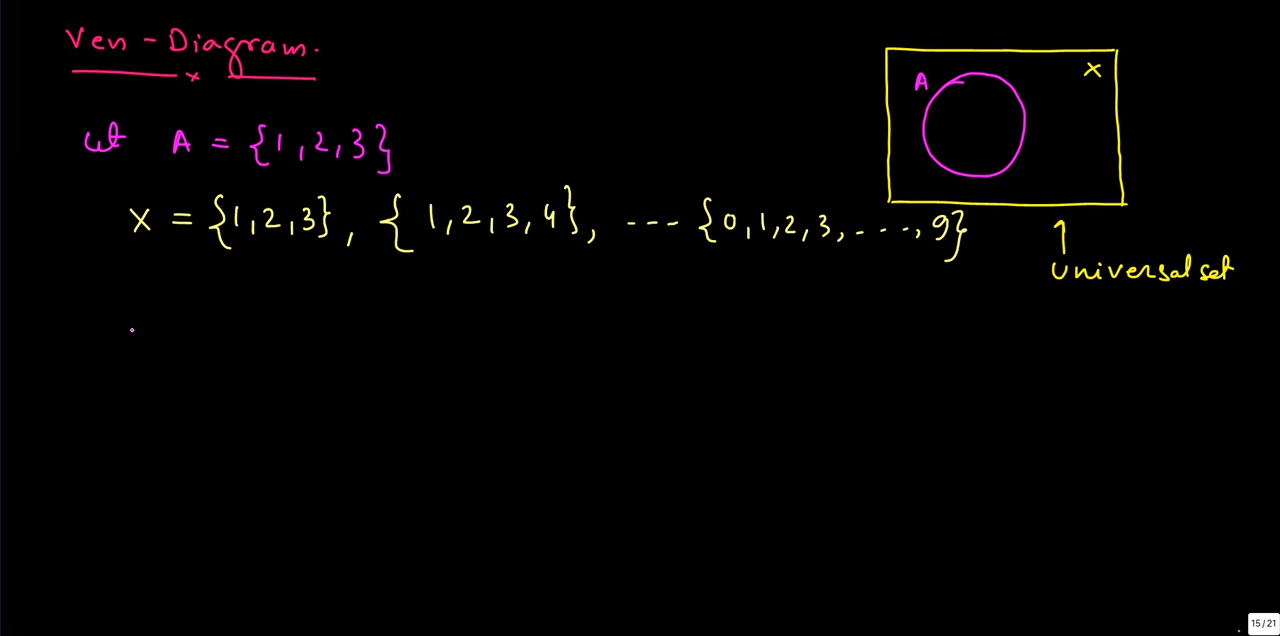 Ven - Diagram.
let A = {1, 2, 3}
X = {1, 2, 3}, {1, 2, 3, 4}, --- {0, 1, 2, 3, ...., 9}
A
X
↑
Universal set
15/21